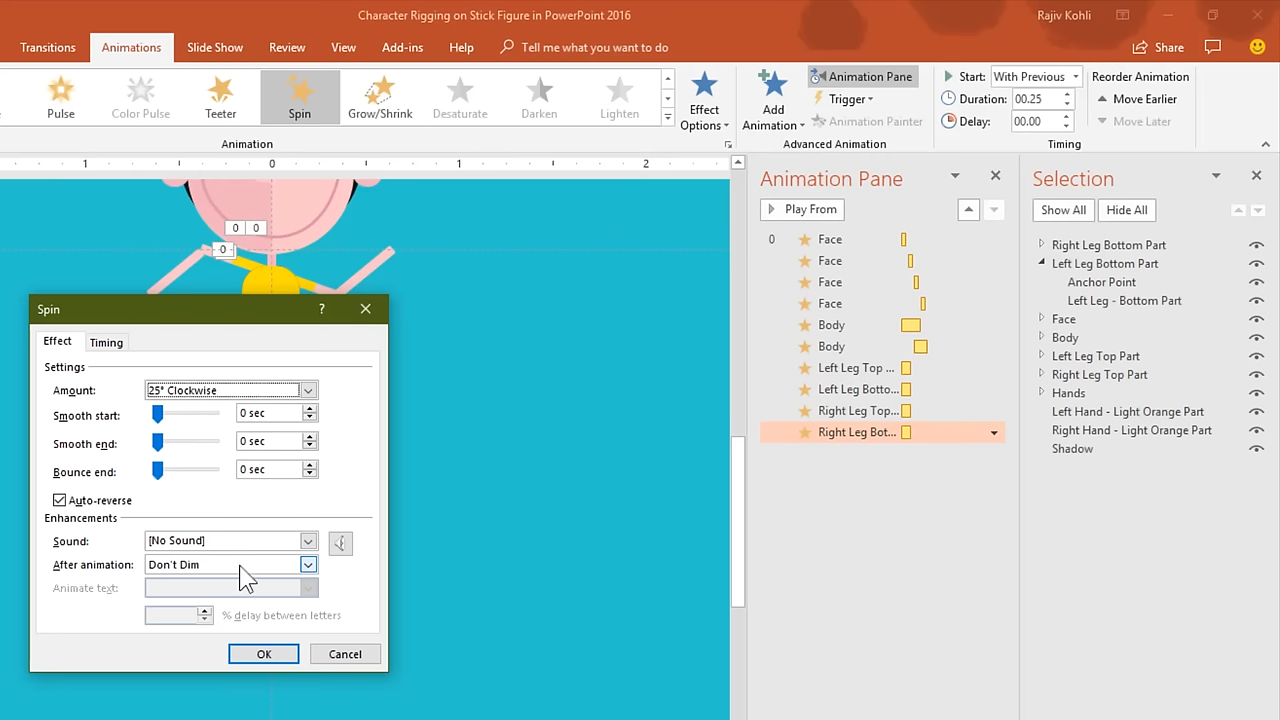 Character Rigging on Stick Figure in PowerPoint 2016
Rajiv Kohli
Transitions Animations Slide Show Review View Add-ins Help Tell me what you want to do Share
Pulse Color Pulse Teeter Spin Grow/Shrink Desaturate Darken Lighten
Animation
Effect Options
Add Animation
Animation Pane
Trigger
Animation Painter
Advanced Animation
Start: With Previous
Duration: 00.25
Delay: 00.00
Reorder Animation
Move Earlier
Move Later
Timing
1 0 1 2
0 0
0
Spin ?
Effect Timing
Settings
Amount: 25° Clockwise
Smooth start: 0 sec
Smooth end: 0 sec
Bounce end: 0 sec
Auto-reverse
Enhancements
Sound: [No Sound]
After animation: Don't Dim
Animate text:
% delay between letters
OK Cancel
Animation Pane
Play From
0 Face
Face
Face
Face
Body
Body
Left Leg Top ...
Left Leg Botto...
Right Leg Top...
Right Leg Bot...
Selection
Show All Hide All
Right Leg Bottom Part
Left Leg Bottom Part
Anchor Point
Left Leg - Bottom Part
Face
Body
Left Leg Top Part
Right Leg Top Part
Hands
Left Hand - Light Orange Part
Right Hand - Light Orange Part
Shadow